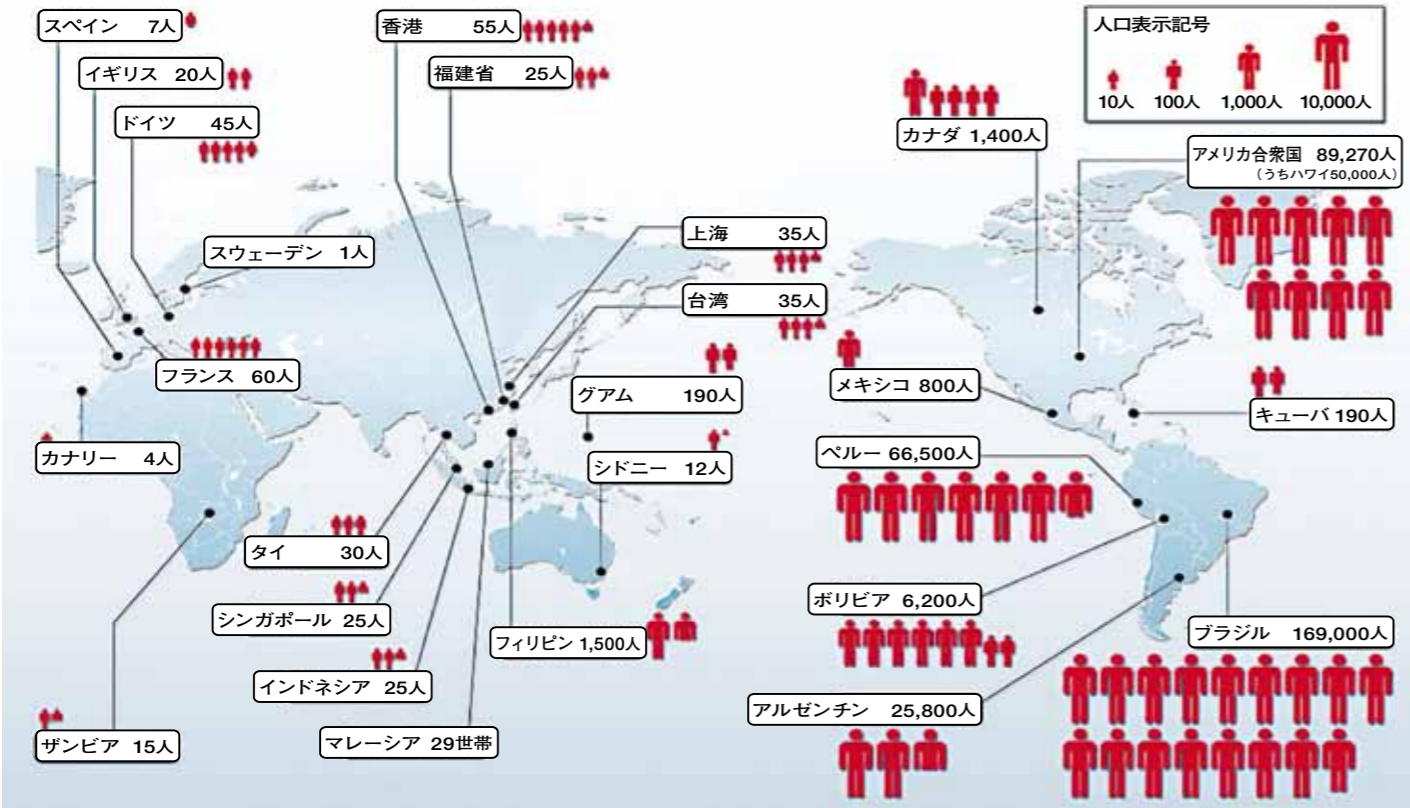 スペイン 7人
イギリス 20人
ドイツ 45人
香港 55人
福建省 25人
人口表示記号
10人 100人 1,000人 10,000人
カナダ 1,400人
アメリカ合衆国 89,270人
（うちハワイ50,000人）
スウェーデン 1人
上海 35人
台湾 35人
フランス 60人
グアム 190人
メキシコ 800人
キューバ 190人
カナリー 4人
シドニー 12人
ペルー 66,500人
タイ 30人
シンガポール 25人
フィリピン 1,500人
ボリビア 6,200人
ブラジル 169,000人
インドネシア 25人
アルゼンチン 25,800人
ザンビア 15人
マレーシア 29世帯